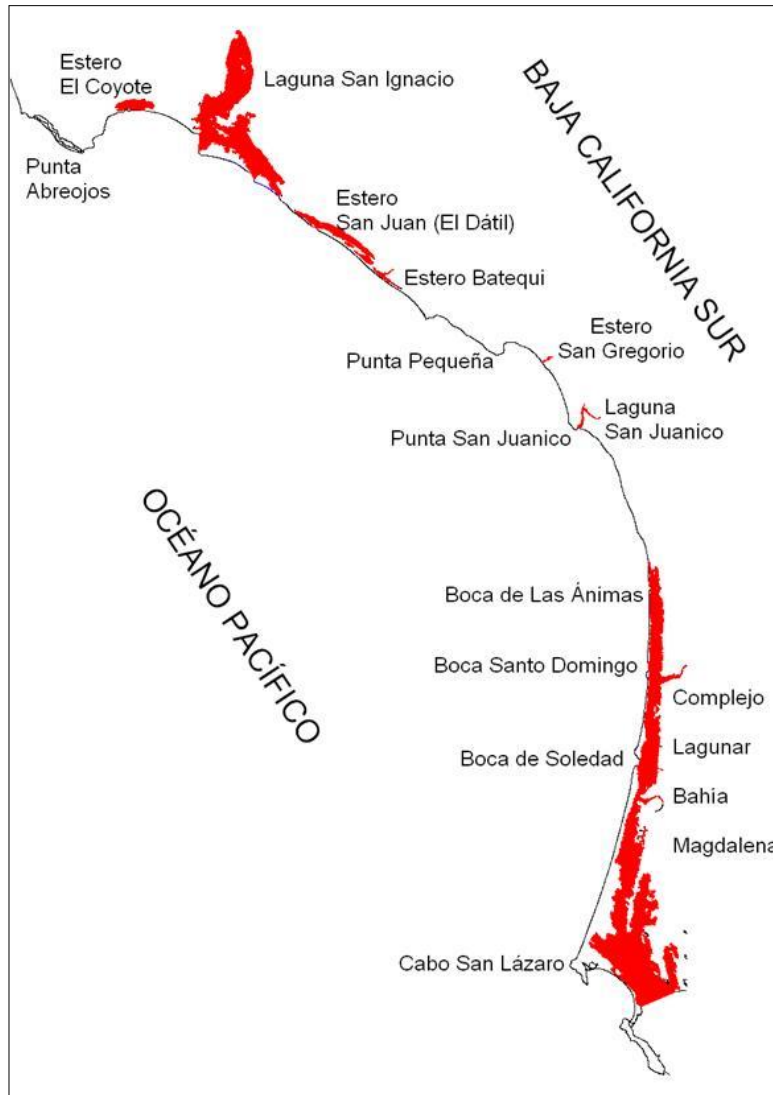 Estero
El Coyote
Laguna San Ignacio
BAJA CALIFORNIA SUR
Punta
Abreojos
Estero
San Juan (El Dátil)
Estero Batequi
Estero
San Gregorio
Punta Pequeña
Laguna
San Juanico
Punta San Juanico
OCÉANO PACÍFICO
Boca de Las Ánimas
Boca Santo Domingo
Complejo
Lagunar
Boca de Soledad
Bahía
Magdalena
Cabo San Lázaro